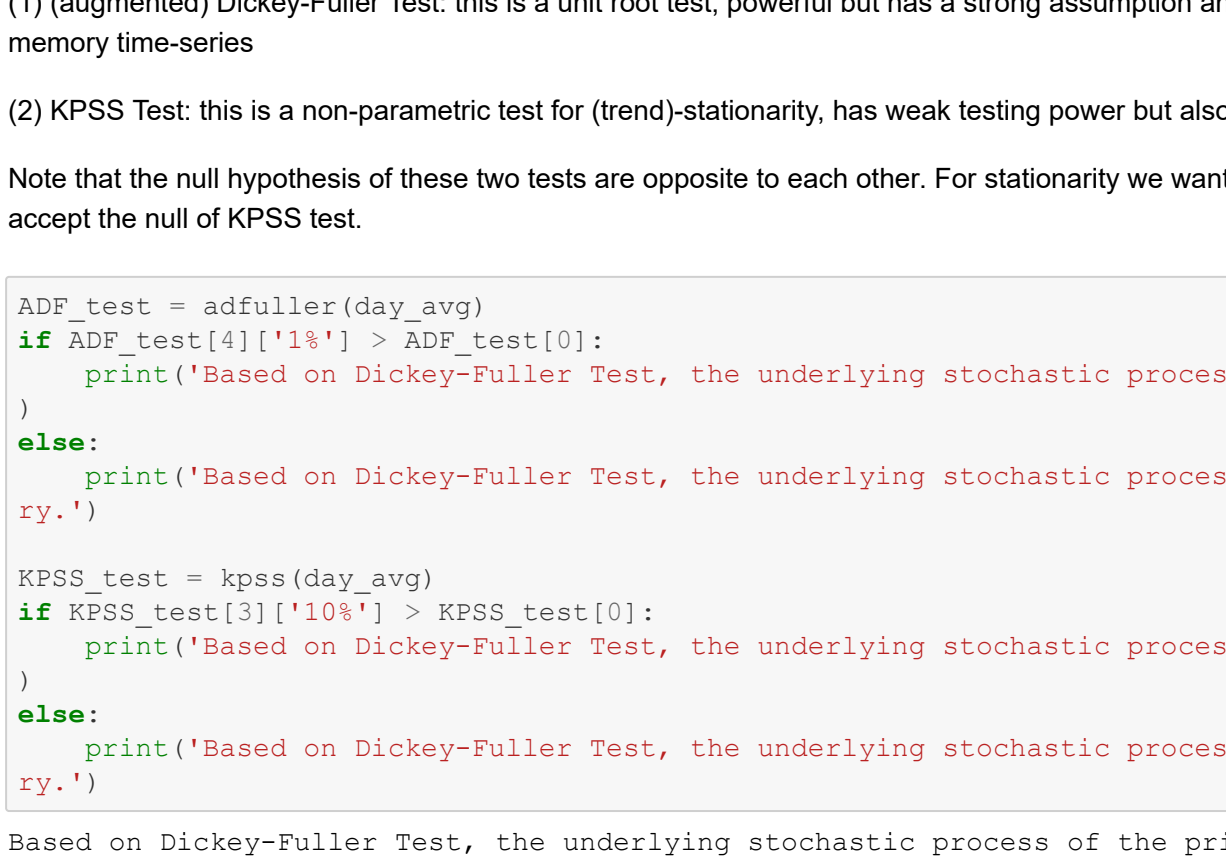 (1) (augmented) Dickey-Fuller Test: this is a unit root test, powerful but has a strong assumption
memory time-series
(2) KPSS Test: this is a non-parametric test for (trend)-stationarity, has weak testing power but also
Note that the null hypothesis of these two tests are opposite to each other. For stationarity we want
accept the null of KPSS test.
ADF_test = adfuller(day_avg)
if ADF_test[4]['1%'] > ADF_test[0]:
    print('Based on Dickey-Fuller Test, the underlying stochastic proces
)
else:
    print('Based on Dickey-Fuller Test, the underlying stochastic proces
ry.')
KPSS_test = kpss(day_avg)
if KPSS_test[3]['10%'] > KPSS_test[0]:
    print('Based on Dickey-Fuller Test, the underlying stochastic proces
)
else:
    print('Based on Dickey-Fuller Test, the underlying stochastic proces
ry.')
Based on Dickey-Fuller Test, the underlying stochastic process of the pri